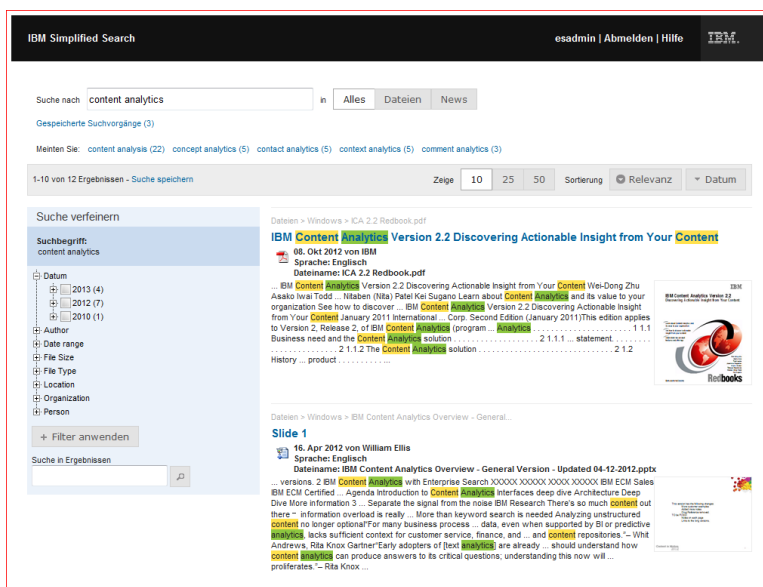 IBM Simplified Search
esadmin | Abmelden | Hilfe
IBM.
Suche nach content analytics in Alles Dateien News
Gespeicherte Suchvorgänge (3)
Meinten Sie: content analysis (22) concept analytics (5) contact analytics (5) context analytics (5) comment analytics (3)
1-10 von 12 Ergebnissen - Suche speichern
Zeige 10 25 50 Sortierung Relevanz Datum
Suche verfeinern
Suchbegriff:
content analytics
Datum
2013 (4)
2012 (7)
2010 (1)
Author
Date range
File Size
File Type
Location
Organization
Person
+ Filter anwenden
Suche in Ergebnissen
Dateien > Windows > ICA 2.2 Redbook.pdf
IBM Content Analytics Version 2.2 Discovering Actionable Insight from Your Content
08. Okt 2012 von IBM
Sprache: Englisch
Dateiname: ICA 2.2 Redbook.pdf
... IBM Content Analytics Version 2.2 Discovering Actionable Insight from Your Content Wei-Dong Zhu
Asako Iwai Todd ... Nitaben (Nita) Patel Kei Sugano Learn about Content Analytics and its value to your
organization See how to discover ... IBM Content Analytics Version 2.2 Discovering Actionable Insight
from Your Content January 2011 International ... Corp. Second Edition (January 2011)This edition applies
to Version 2, Release 2, of IBM Content Analytics (program ... Analytics . . . . . . . . . . . . . . . . . . . 1 1.1
Business need and the Content Analytics solution . . . . . . . . . . . . . . . . . . . 2 1.1.1 ... statement. . . . . . . .
. . . . . . . . . . . . . . . . 2 1.1.2 The Content Analytics solution . . . . . . . . . . . . . . . . . . . . . . . . . . . . 2 1.2
History ... product . . . . . . . . . . ...
IBM
IBM Content Analytics Version 2.2
Discovering Actionable Insight from Your Content
Redbooks
Dateien > Windows > IBM Content Analytics Overview - General...
Slide 1
16. Apr 2012 von William Ellis
Sprache: Englisch
Dateiname: IBM Content Analytics Overview - General Version - Updated 04-12-2012.pptx
... versions. 2 IBM Content Analytics with Enterprise Search XXXXX XXXXX XXXX XXXXX IBM ECM Sales
IBM ECM Certified ... Agenda Introduction to Content Analytics Interfaces deep dive Architecture Deep
Dive More information 3 ... Separate the signal from the noise IBM Research There's so much content out
there – information overload is really ... More than keyword search is needed Analyzing unstructured
content no longer optional"For many business process ... data, even when supported by BI or predictive
analytics, lacks sufficient context for customer service, finance, and ... and content repositories."– Whit
Andrews, Rita Knox Gartner"Early adopters of [text analytics] are already ... should understand how
content analytics can produce answers to its critical questions; understanding this now will ...
proliferates."– Rita Knox ...